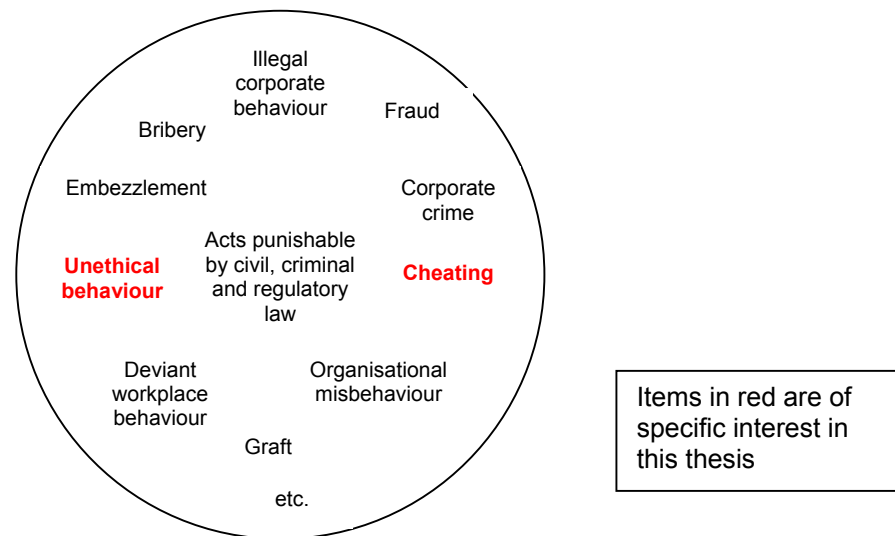 Illegal
corporate
behaviour
Fraud
Bribery
Embezzlement
Corporate
crime
Acts punishable
by civil, criminal
and regulatory
law
Unethical
behaviour
Cheating
Deviant
workplace
behaviour
Organisational
misbehaviour
Graft
etc.
Items in red are of
specific interest in
this thesis